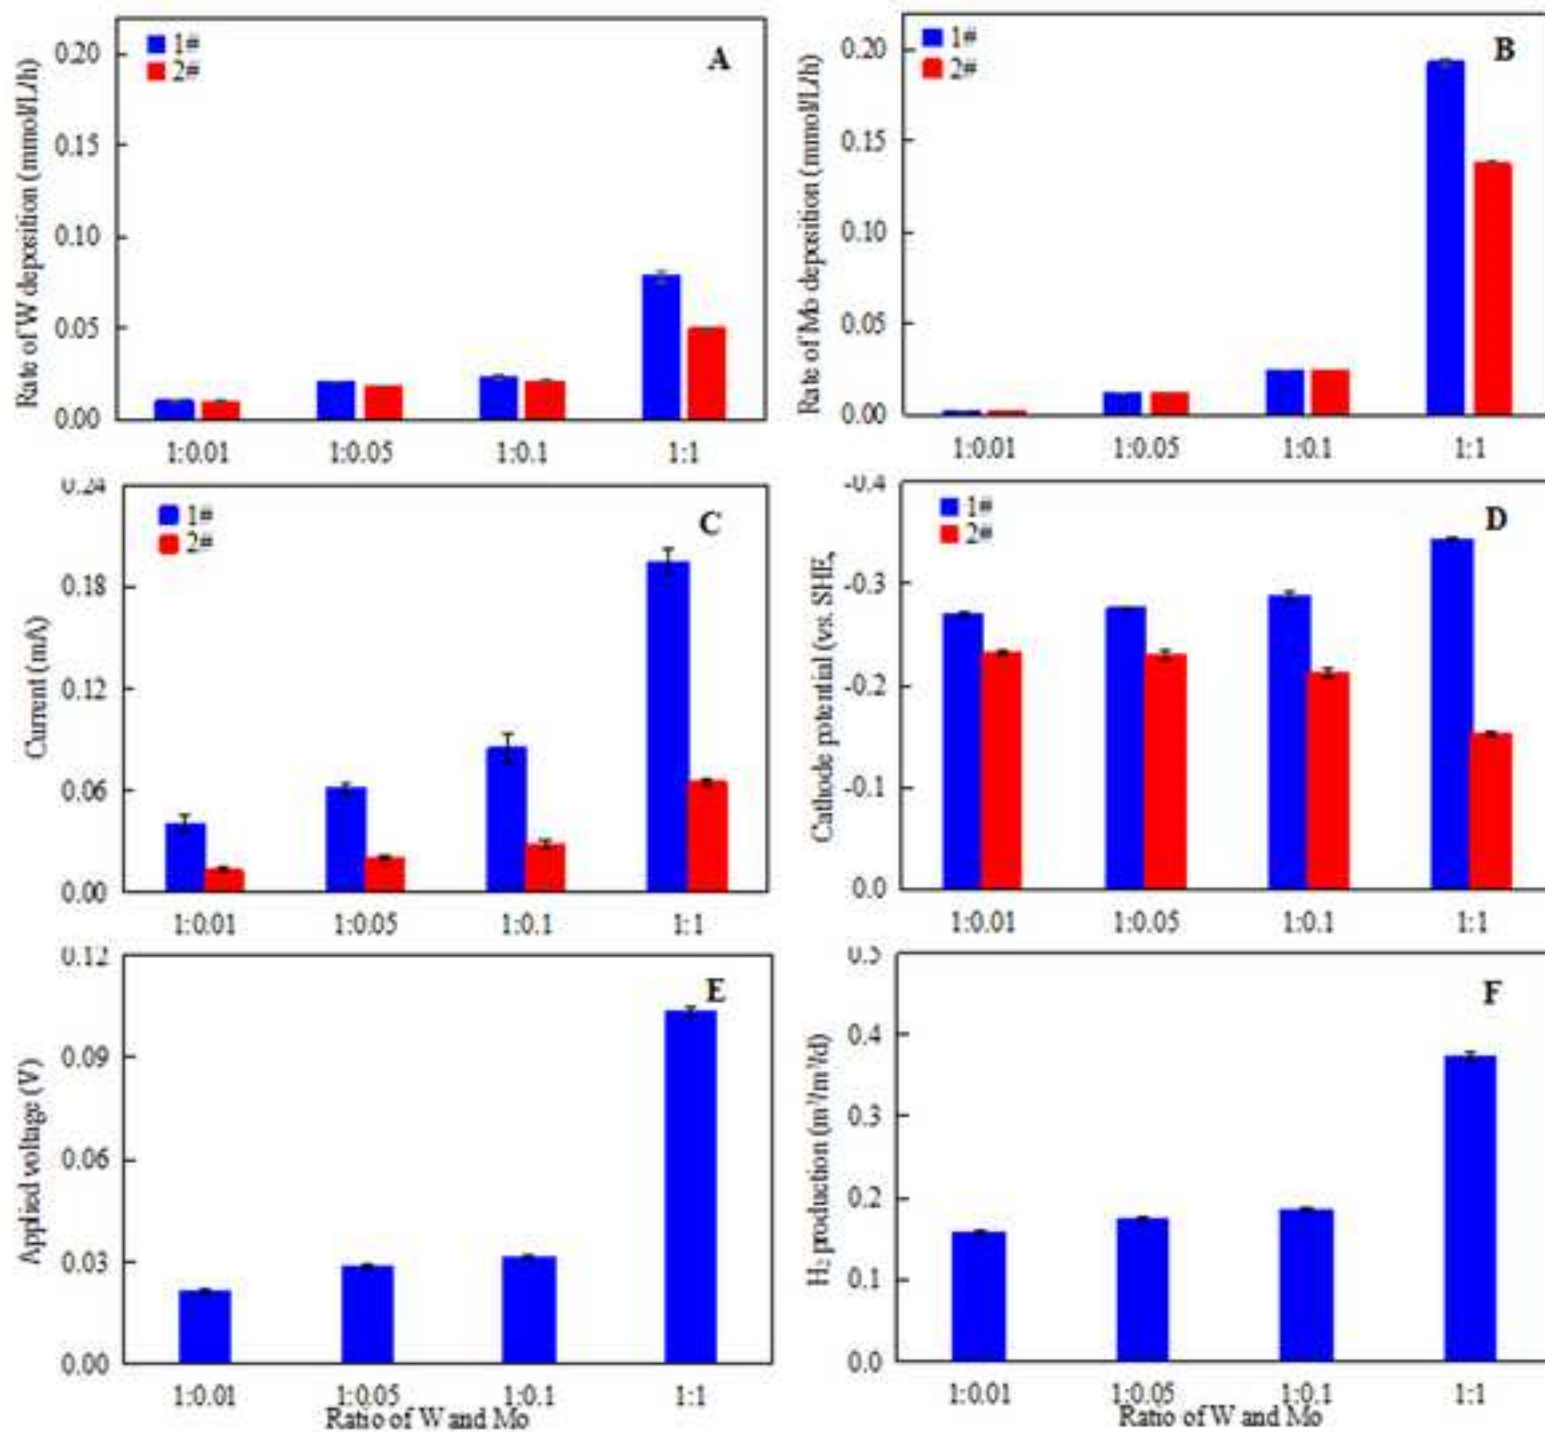 1#
2#
A
0.20
0.15
0.10
0.05
0.00
Rate of W deposition (mmol/L/h)
1:0.01 1:0.05 1:0.1 1:1
1#
2#
B
0.20
0.15
0.10
0.05
0.00
Rate of Mo deposition (mmol/L/h)
1:0.01 1:0.05 1:0.1 1:1
1#
2#
C
0.24
0.18
0.12
0.06
0.00
Current (mA)
1:0.01 1:0.05 1:0.1 1:1
1#
2#
D
-0.4
-0.3
-0.2
-0.1
0.0
Cathode potential (vs. SHE,
1:0.01 1:0.05 1:0.1 1:1
E
0.12
0.09
0.06
0.03
0.00
Applied voltage (V)
1:0.01 1:0.05 1:0.1 1:1
Ratio of W and Mo
F
0.5
0.4
0.3
0.2
0.1
0.0
H₂ production (m³/m³/d)
1:0.01 1:0.05 1:0.1 1:1
Ratio of W and Mo